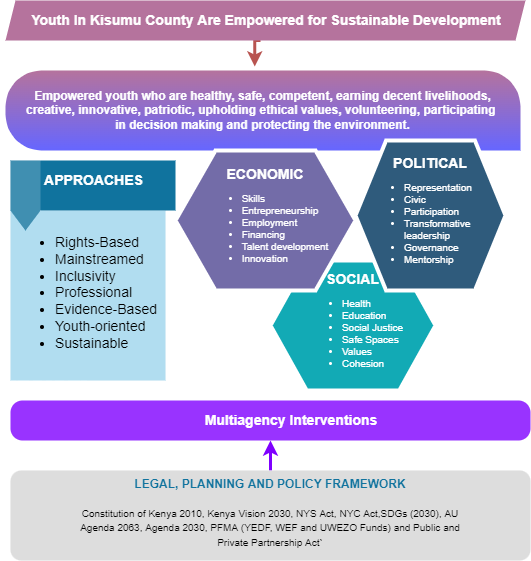 Youth In Kisumu County Are Empowered for Sustainable Development
Empowered youth who are healthy, safe, competent, earning decent livelihoods,
creative, innovative, patriotic, upholding ethical values, volunteering, participating
in decision making and protecting the environment.
APPROACHES
• Rights-Based
• Mainstreamed
• Inclusivity
• Professional
• Evidence-Based
• Youth-oriented
• Sustainable
ECONOMIC
• Skills
• Entrepreneurship
• Employment
• Financing
• Talent development
• Innovation
POLITICAL
• Representation
• Civic
• Participation
• Transformative
leadership
• Governance
• Mentorship
SOCIAL
• Health
• Education
• Social Justice
• Safe Spaces
• Values
• Cohesion
Multiagency Interventions
LEGAL, PLANNING AND POLICY FRAMEWORK
Constitution of Kenya 2010, Kenya Vision 2030, NYS Act, NYC Act,SDGs (2030), AU
Agenda 2063, Agenda 2030, PFMA (YEDF, WEF and UWEZO Funds) and Public and
Private Partnership Act`